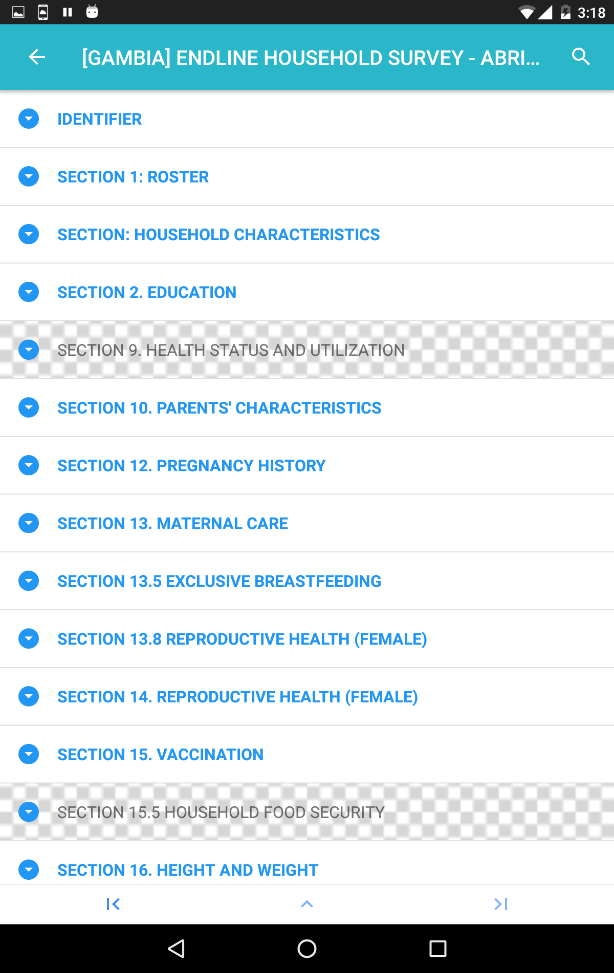 3:18
[GAMBIA] ENDLINE HOUSEHOLD SURVEY - ABRI...
IDENTIFIER
SECTION 1: ROSTER
SECTION: HOUSEHOLD CHARACTERISTICS
SECTION 2. EDUCATION
SECTION 9. HEALTH STATUS AND UTILIZATION
SECTION 10. PARENTS' CHARACTERISTICS
SECTION 12. PREGNANCY HISTORY
SECTION 13. MATERNAL CARE
SECTION 13.5 EXCLUSIVE BREASTFEEDING
SECTION 13.8 REPRODUCTIVE HEALTH (FEMALE)
SECTION 14. REPRODUCTIVE HEALTH (FEMALE)
SECTION 15. VACCINATION
SECTION 15.5 HOUSEHOLD FOOD SECURITY
SECTION 16. HEIGHT AND WEIGHT